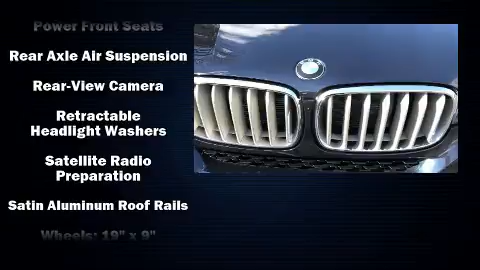 Power Front Seats
Rear Axle Air Suspension
Rear-View Camera
Retractable
Headlight Washers
Satellite Radio
Preparation
Satin Aluminum Roof Rails
Wheels: 19" x 9"